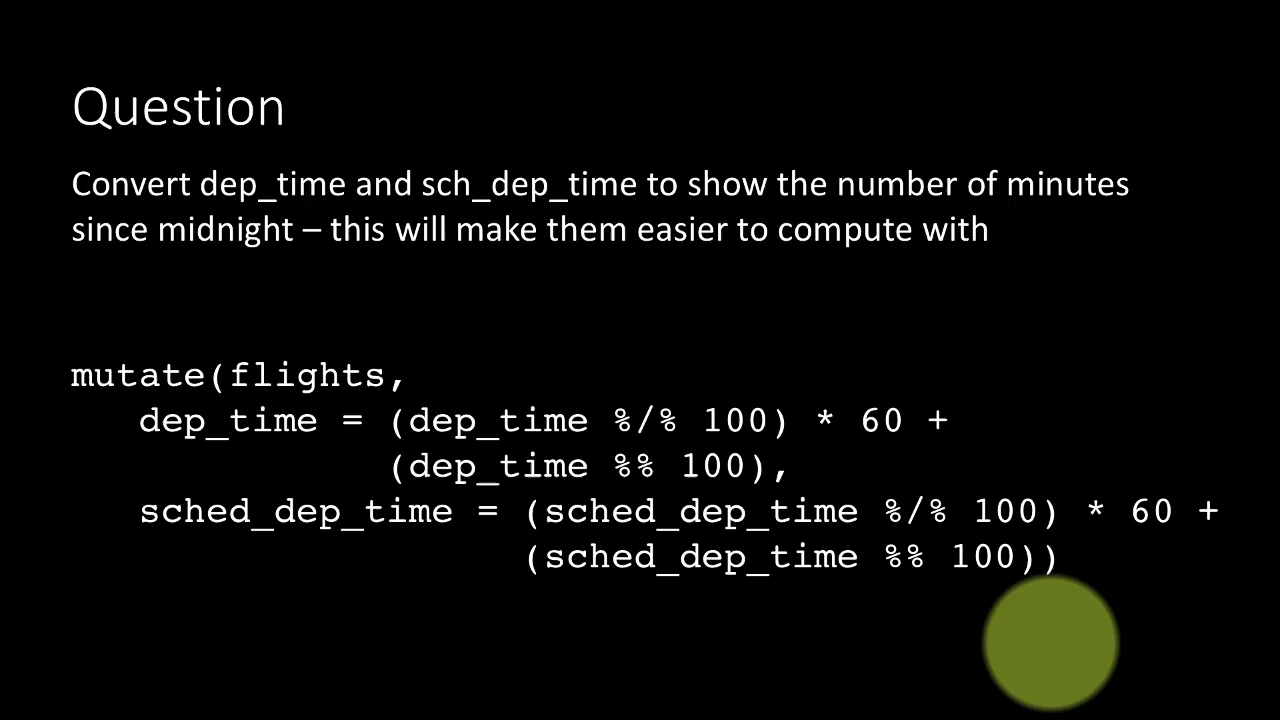 Question
Convert dep_time and sch_dep_time to show the number of minutes
since midnight – this will make them easier to compute with
mutate(flights,
dep_time = (dep_time %/% 100) * 60 +
(dep_time %% 100),
sched_dep_time = (sched_dep_time %/% 100) * 60 +
(sched_dep_time %% 100))